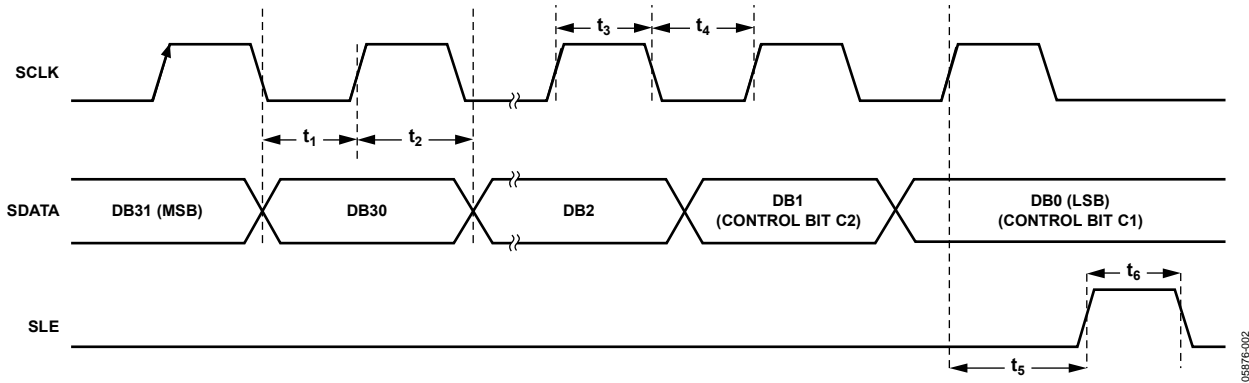 t3
t4
SCLK
t1
t2
SDATA
DB31 (MSB)
DB30
DB2
DB1
(CONTROL BIT C2)
DB0 (LSB)
(CONTROL BIT C1)
t6
SLE
t5
05876-002